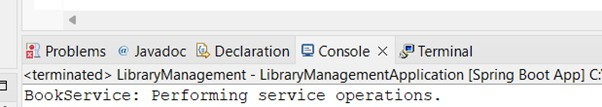 Problems @ Javadoc Declaration Console Terminal
<terminated> LibraryManagement - LibraryManagementApplication [Spring Boot App] C:
BookService: Performing service operations.